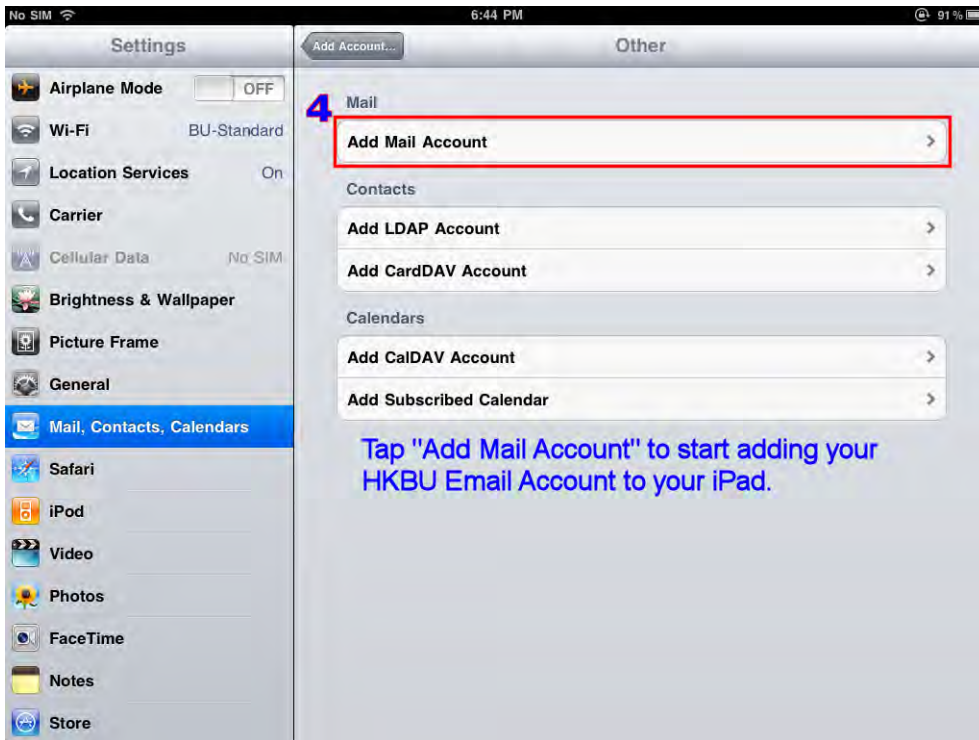 No SIM 6:44 PM 91%
Settings
Airplane Mode OFF
Wi-Fi BU-Standard
Location Services On
Carrier
Cellular Data No SIM
Brightness & Wallpaper
Picture Frame
General
Mail, Contacts, Calendars
Safari
iPod
Video
Photos
FaceTime
Notes
Store
Add Account... Other
4 Mail
Add Mail Account
Contacts
Add LDAP Account
Add CardDAV Account
Calendars
Add CalDAV Account
Add Subscribed Calendar
Tap "Add Mail Account" to start adding your
HKBU Email Account to your iPad.